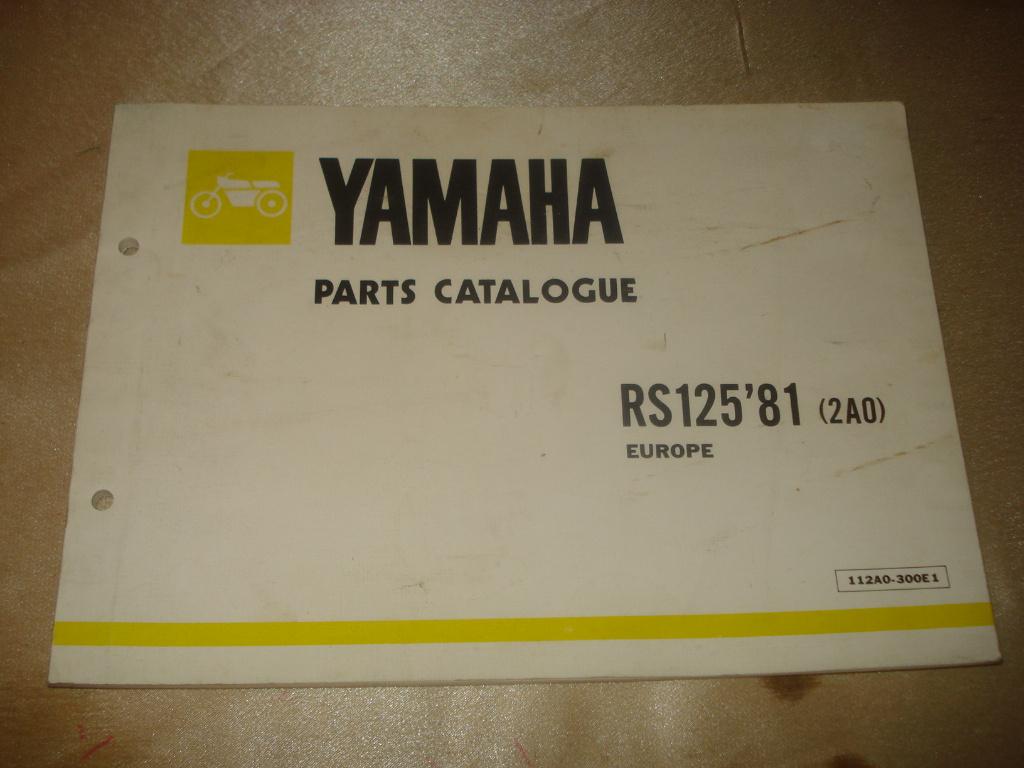 YAMAHA
PARTS CATALOGUE
RS125'81 (2A0)
EUROPE
112A0-300E1